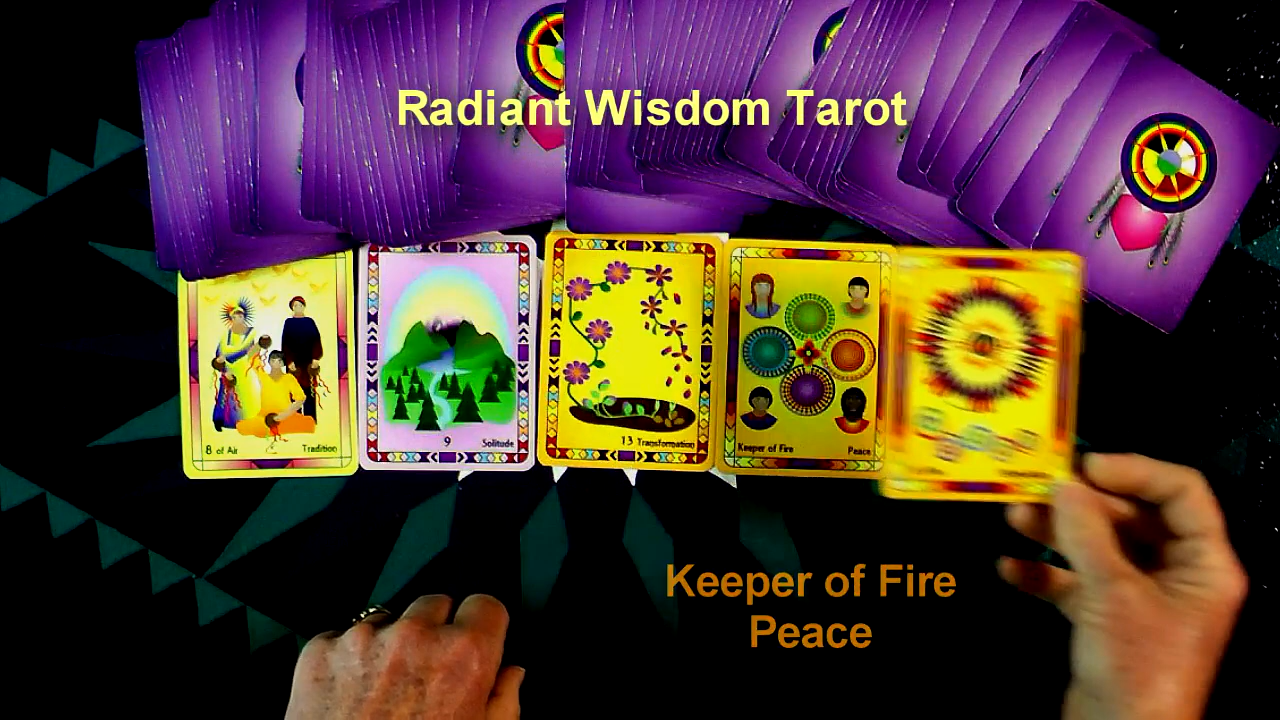 Radiant Wisdom Tarot
8 of Air Tradition
9 Solitude
13 Transformation
Keeper of Fire Peace
Keeper of Fire
Peace